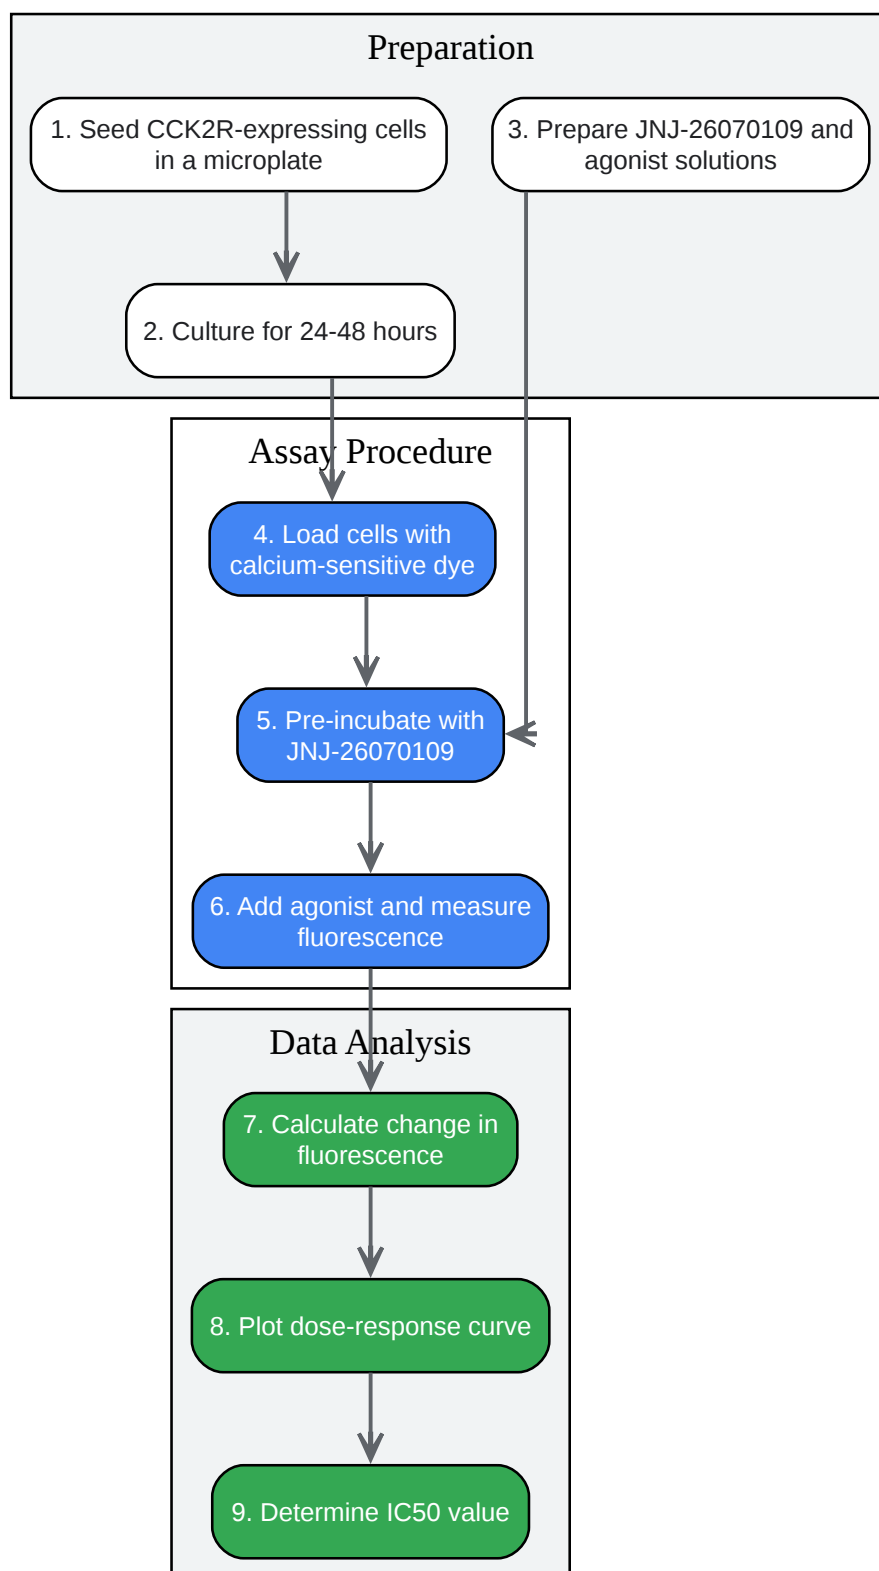 Preparation
1. Seed CCK2R-expressing cells
in a microplate
3. Prepare JNJ-26070109 and
agonist solutions
2. Culture for 24-48 hours
Assay Procedure
4. Load cells with
calcium-sensitive dye
5. Pre-incubate with
JNJ-26070109
6. Add agonist and measure
fluorescence
Data Analysis
7. Calculate change in
fluorescence
8. Plot dose-response curve
9. Determine IC50 value